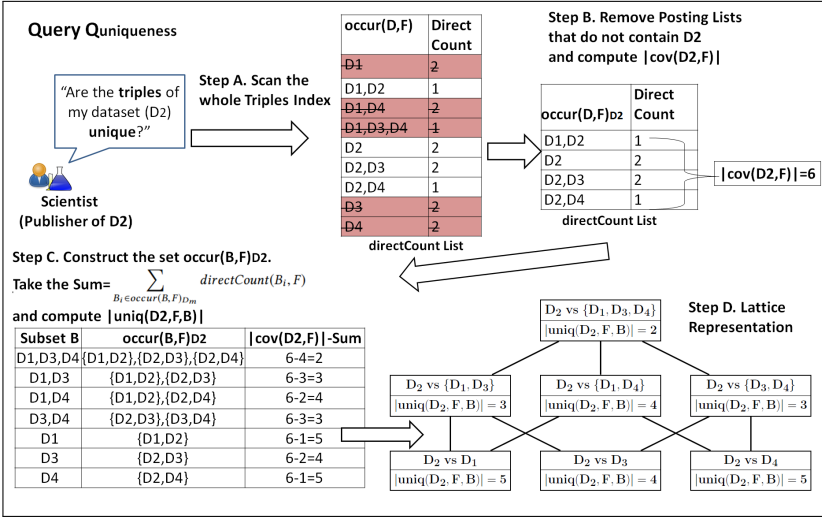 Query Quniqueness
"Are the triples of
my dataset (D2)
unique?"
Scientist
(Publisher of D2)
Step A. Scan the
whole Triples Index
occur(D,F) Direct Count
D1 2
D1,D2 1
D1,D4 2
D1,D3,D4 1
D2 2
D2,D3 2
D2,D4 1
D3 2
D4 2
directCount List
Step B. Remove Posting Lists
that do not contain D2
and compute |cov(D2,F)|
occur(D,F)D2 Direct Count
D1,D2 1
D2 2
D2,D3 2
D2,D4 1
directCount List
|cov(D2,F)|=6
Step C. Construct the set occur(B,F)D2.
Take the Sum= ∑ directCount(Bi, F)
Bi∈occur(B,F)Dm
and compute |uniq(D2,F,B)|
Subset B occur(B,F)D2 |cov(D2,F)|-Sum
D1,D3,D4 {D1,D2},{D2,D3},{D2,D4} 6-4=2
D1,D3 {D1,D2},{D2,D3} 6-3=3
D1,D4 {D1,D2},{D2,D4} 6-2=4
D3,D4 {D2,D3},{D3,D4} 6-3=3
D1 {D1,D2} 6-1=5
D3 {D2,D3} 6-2=4
D4 {D2,D4} 6-1=5
Step D. Lattice
Representation
D2 vs {D1, D3, D4}
|uniq(D2, F, B)| = 2
D2 vs {D1, D3}
|uniq(D2, F, B)| = 3
D2 vs {D1, D4}
|uniq(D2, F, B)| = 4
D2 vs {D3, D4}
|uniq(D2, F, B)| = 3
D2 vs D1
|uniq(D2, F, B)| = 5
D2 vs D3
|uniq(D2, F, B)| = 4
D2 vs D4
|uniq(D2, F, B)| = 5